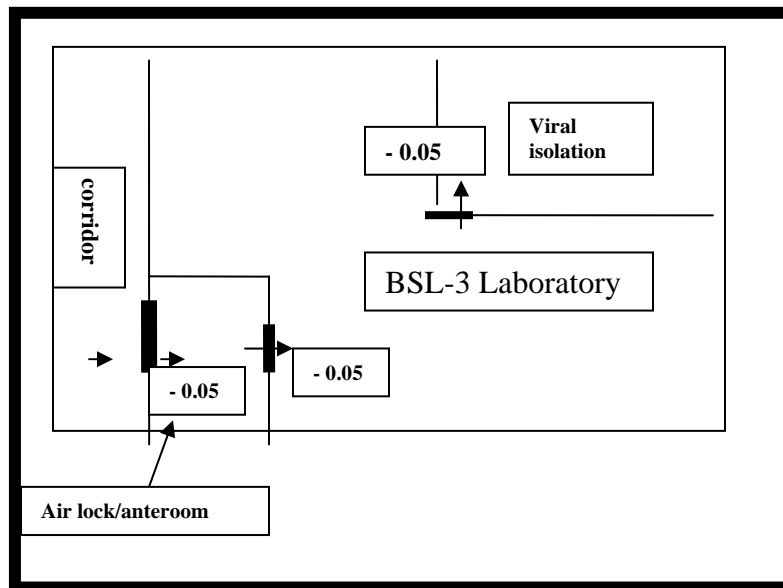 - 0.05
Viral
isolation
corridor
BSL-3 Laboratory
- 0.05
- 0.05
Air lock/anteroom